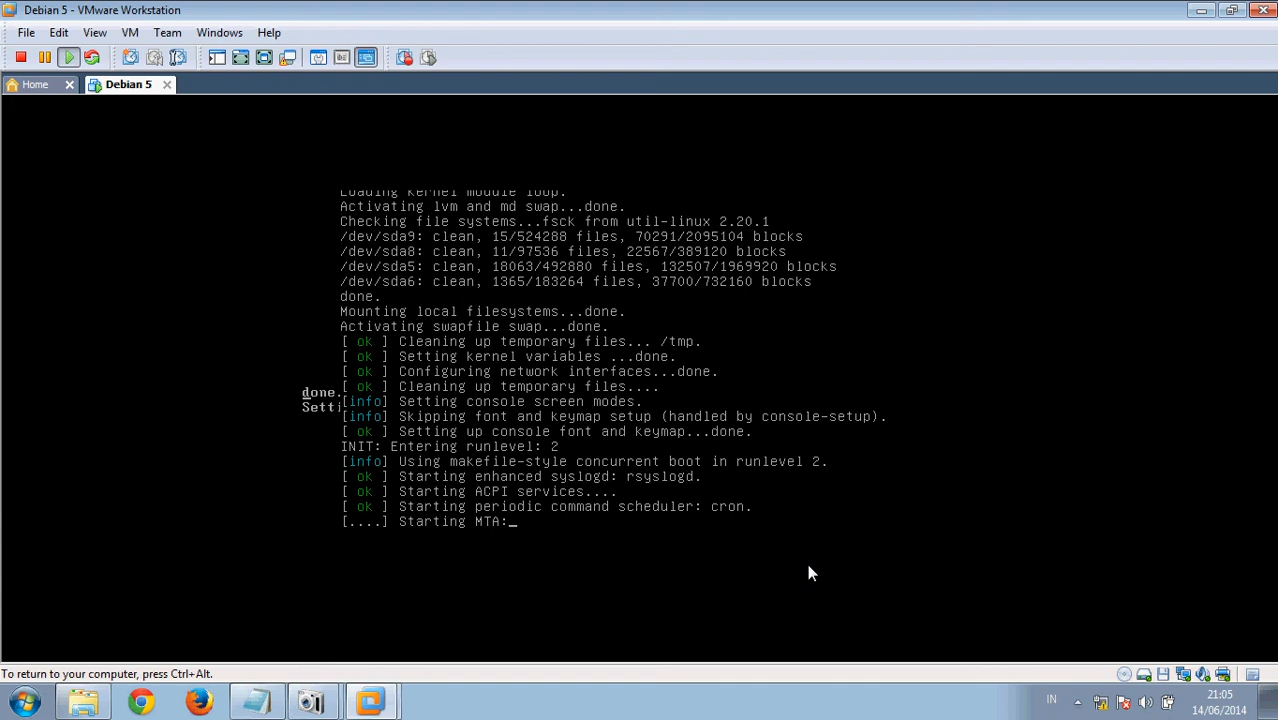 Debian 5 - VMware Workstation
File Edit View VM Team Windows Help
Home Debian 5
Loading kernel module loop.
Activating lvm and md swap...done.
Checking file systems...fsck from util-linux 2.20.1
/dev/sda9: clean, 15/524288 files, 70291/2095104 blocks
/dev/sda8: clean, 11/97536 files, 22567/389120 blocks
/dev/sda5: clean, 18063/492880 files, 132507/1969920 blocks
/dev/sda6: clean, 1365/183264 files, 37700/732160 blocks
done.
Mounting local filesystems...done.
Activating swapfile swap...done.
[ ok ] Cleaning up temporary files... /tmp.
[ ok ] Setting kernel variables ...done.
[ ok ] Configuring network interfaces...done.
[ ok ] Cleaning up temporary files....
done.
[info] Setting console screen modes.
Setti
[info] Skipping font and keymap setup (handled by console-setup).
[ ok ] Setting up console font and keymap...done.
INIT: Entering runlevel: 2
[info] Using makefile-style concurrent boot in runlevel 2.
[ ok ] Starting enhanced syslogd: rsyslogd.
[ ok ] Starting ACPI services....
[ ok ] Starting periodic command scheduler: cron.
[....] Starting MTA:_
To return to your computer, press Ctrl+Alt.
IN
21:05
14/06/2014